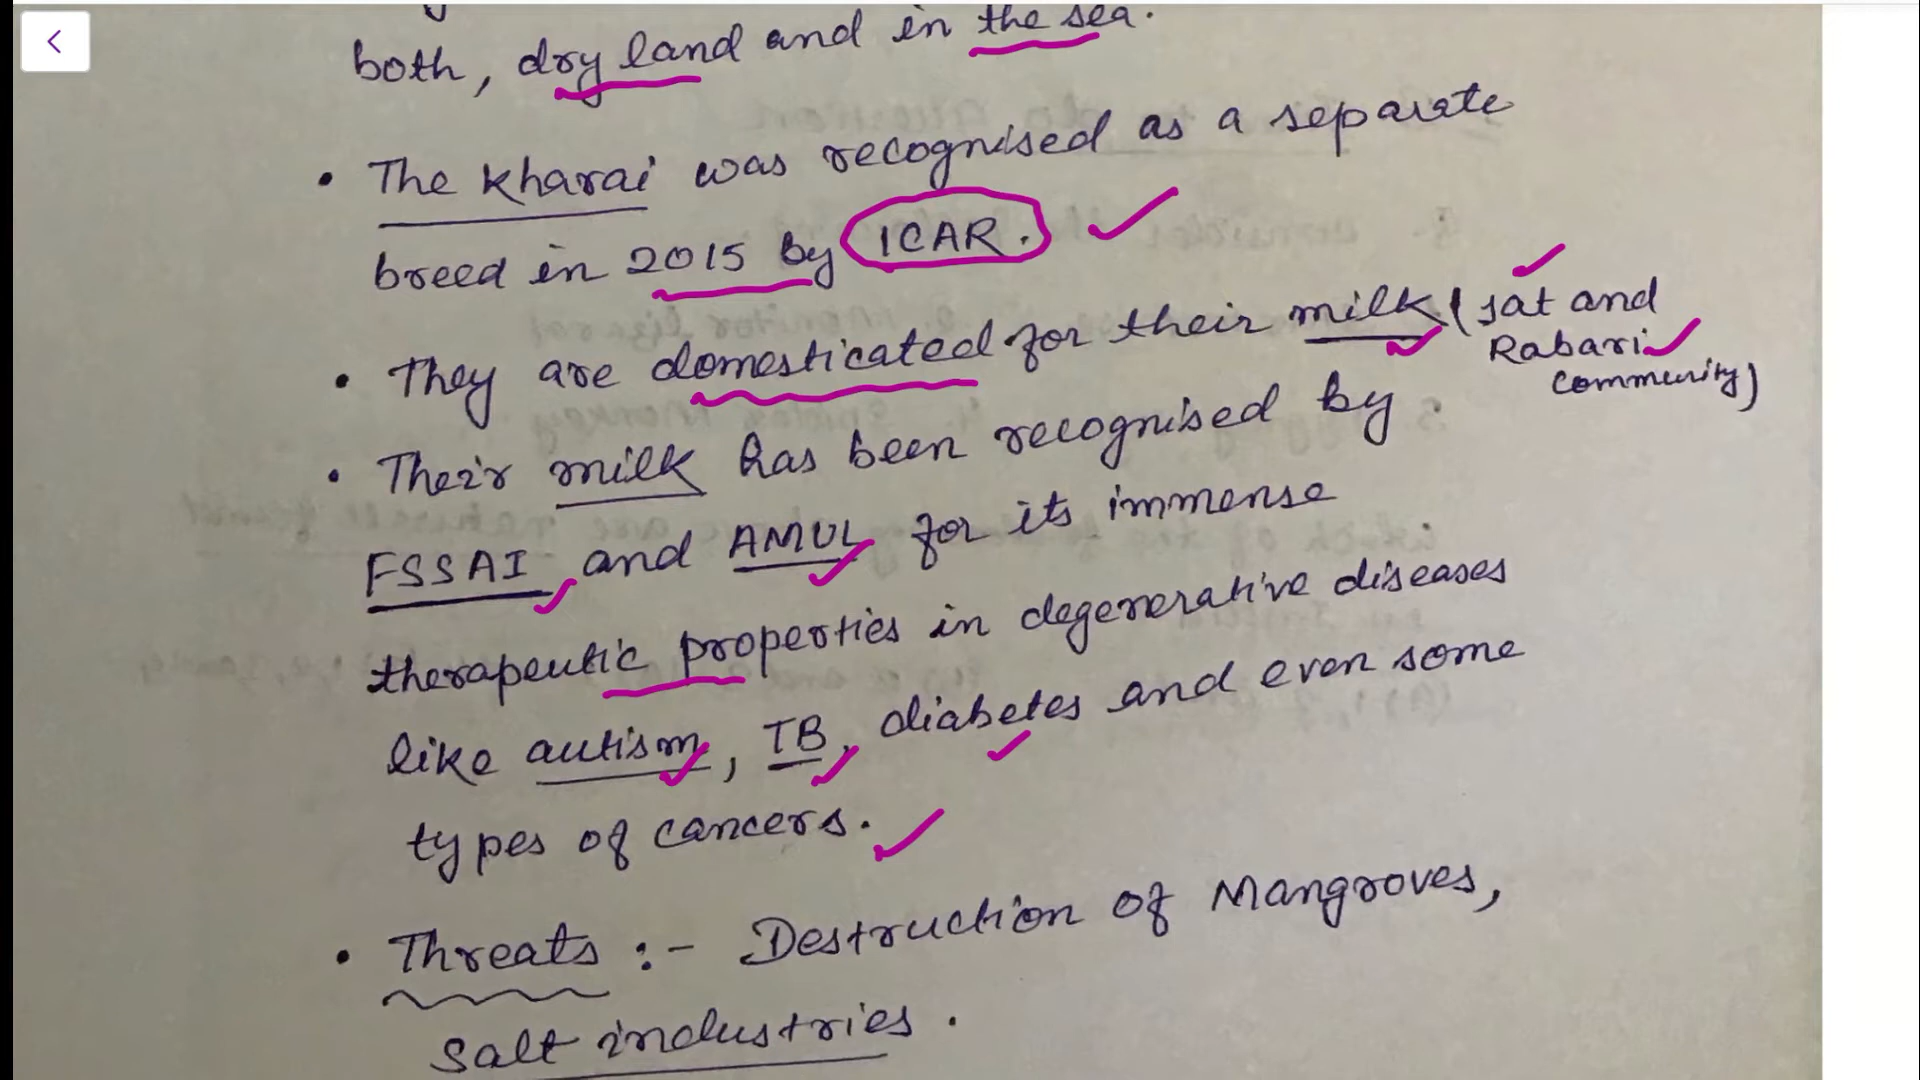 both, dry land and in the sea.
• The Kharai was recognised as a separate
breed in 2015 by ICAR.
• They are domesticated for their milk (Jat and
Rabari
community)
• Their milk has been recognised by
FSSAI and AMUL for its immense
therapeutic properties in degenerative diseases
like autism, TB, diabetes and even some
types of cancers.
• Threats :- Destruction of Mangroves,
Salt industries.